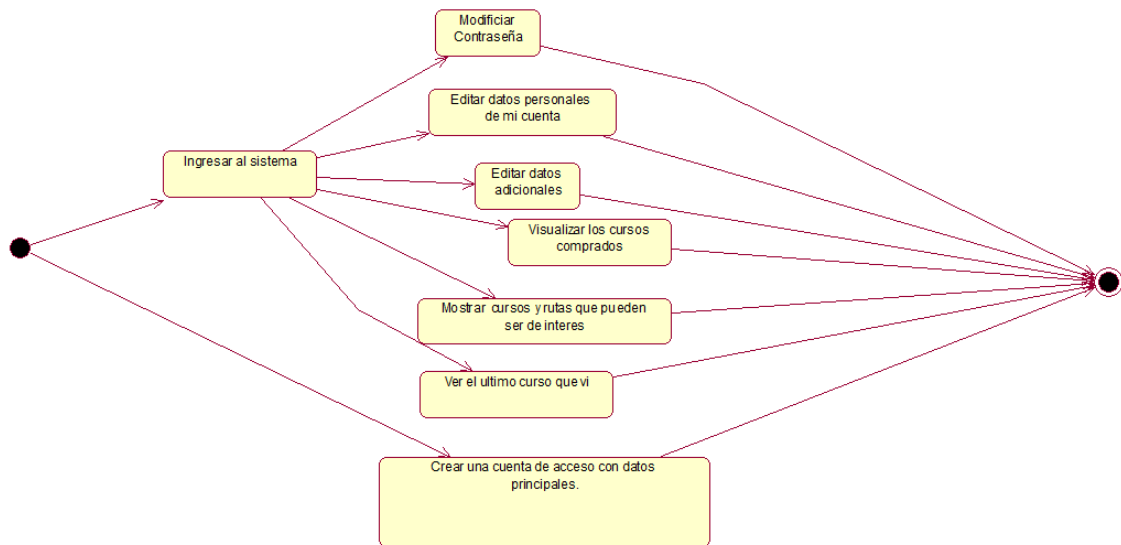 Modificiar
Contraseña
Editar datos personales
de mi cuenta
Ingresar al sistema
Editar datos
adicionales
Visualizar los cursos
comprados
Mostrar cursos y rutas que pueden
ser de interes
Ver el ultimo curso que vi
Crear una cuenta de acceso con datos
principales.